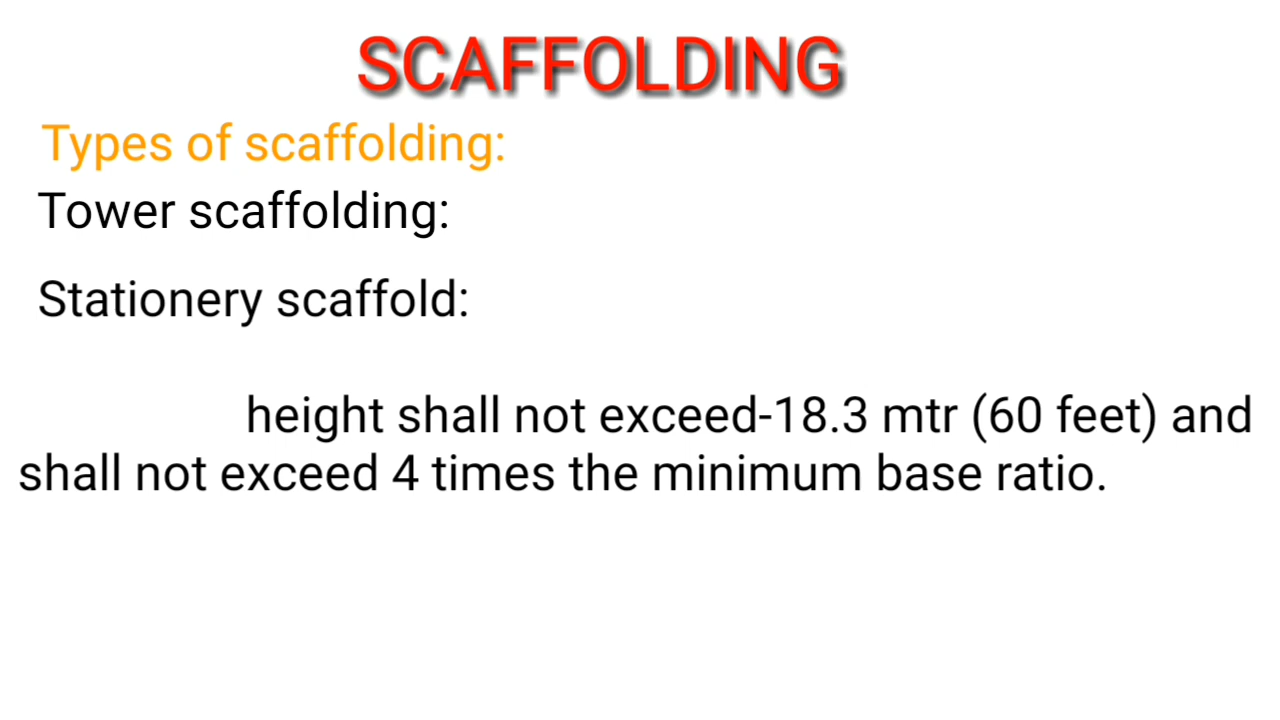 SCAFFOLDING
Types of scaffolding:
Tower scaffolding:
Stationery scaffold:
height shall not exceed-18.3 mtr (60 feet) and
shall not exceed 4 times the minimum base ratio.